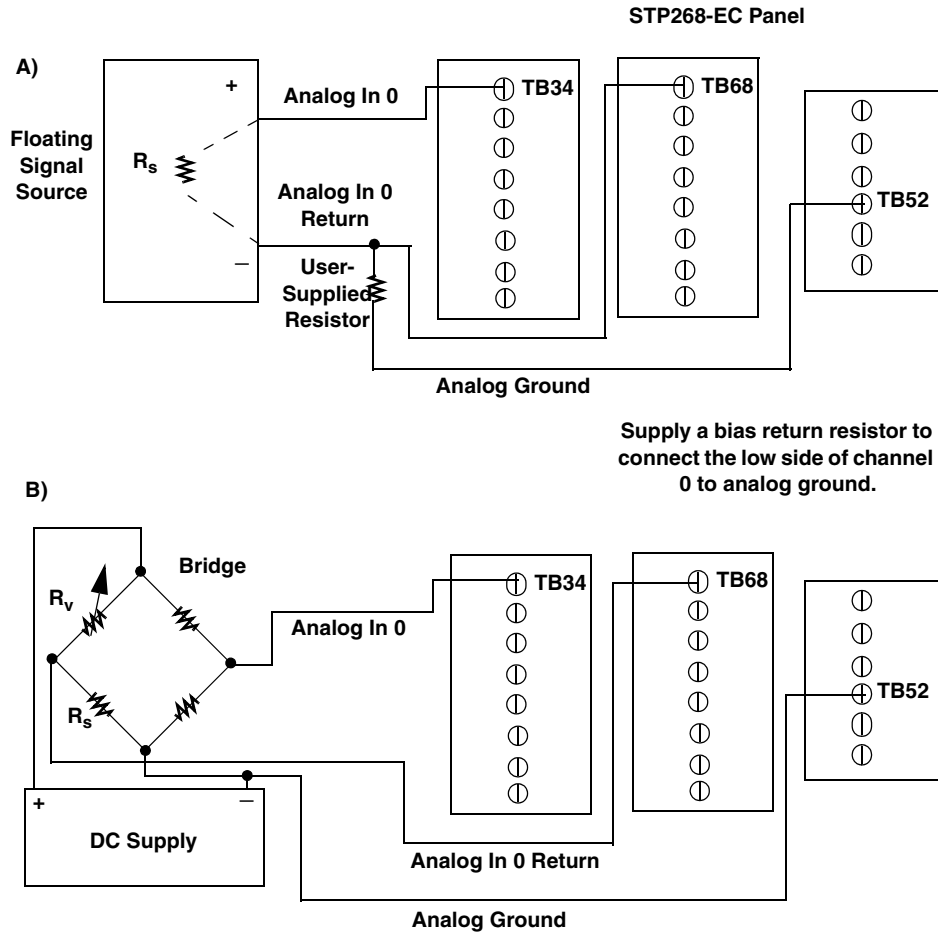 STP268-EC Panel
A)
Floating
Signal
Source
+
Rs
–
Analog In 0
Analog In 0
Return
User-
Supplied
Resistor
TB34
TB68
TB52
Analog Ground
Supply a bias return resistor to
connect the low side of channel
0 to analog ground.
B)
Bridge
Rv
Rs
Analog In 0
TB34
TB68
TB52
+
–
DC Supply
Analog In 0 Return
Analog Ground